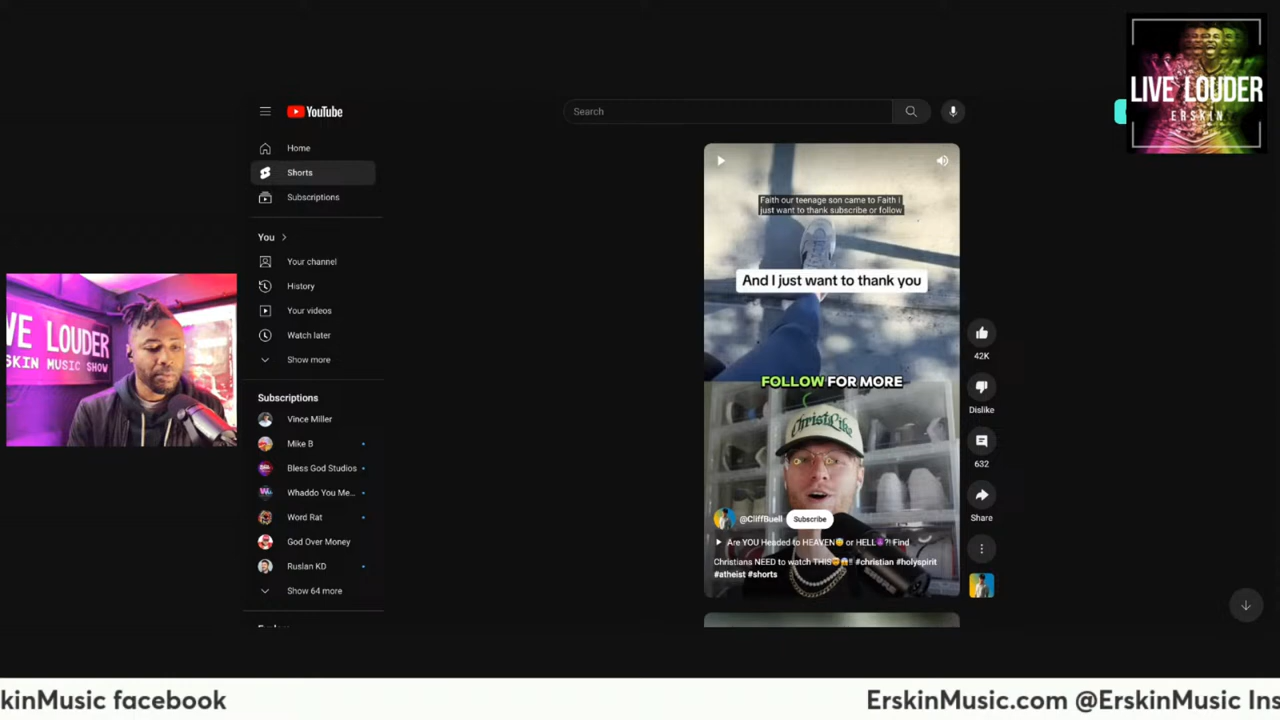 LIVE LOUDER
ERSKIN
YouTube
Search
Home
Shorts
Subscriptions
You
Your channel
History
Your videos
Watch later
Show more
Subscriptions
Vince Miller
Mike B
Bless God Studios
Whaddo You Me...
Word Rat
God Over Money
Ruslan KD
Show 64 more
VE LOUDER
SKIN MUSIC SHOW
Faith our teenage son came to Faith I
just want to thank subscribe or follow
And I just want to thank you
FOLLOW FOR MORE
ChristLike
@CliffBuell Subscribe
Are YOU Headed to HEAVEN😇 or HELL😈?! Find
Christians NEED to watch THIS🤯😱!! #christian #holyspirit
#atheist #shorts
42K
Dislike
632
Share
kinMusic facebook
ErskinMusic.com @ErskinMusic Ins